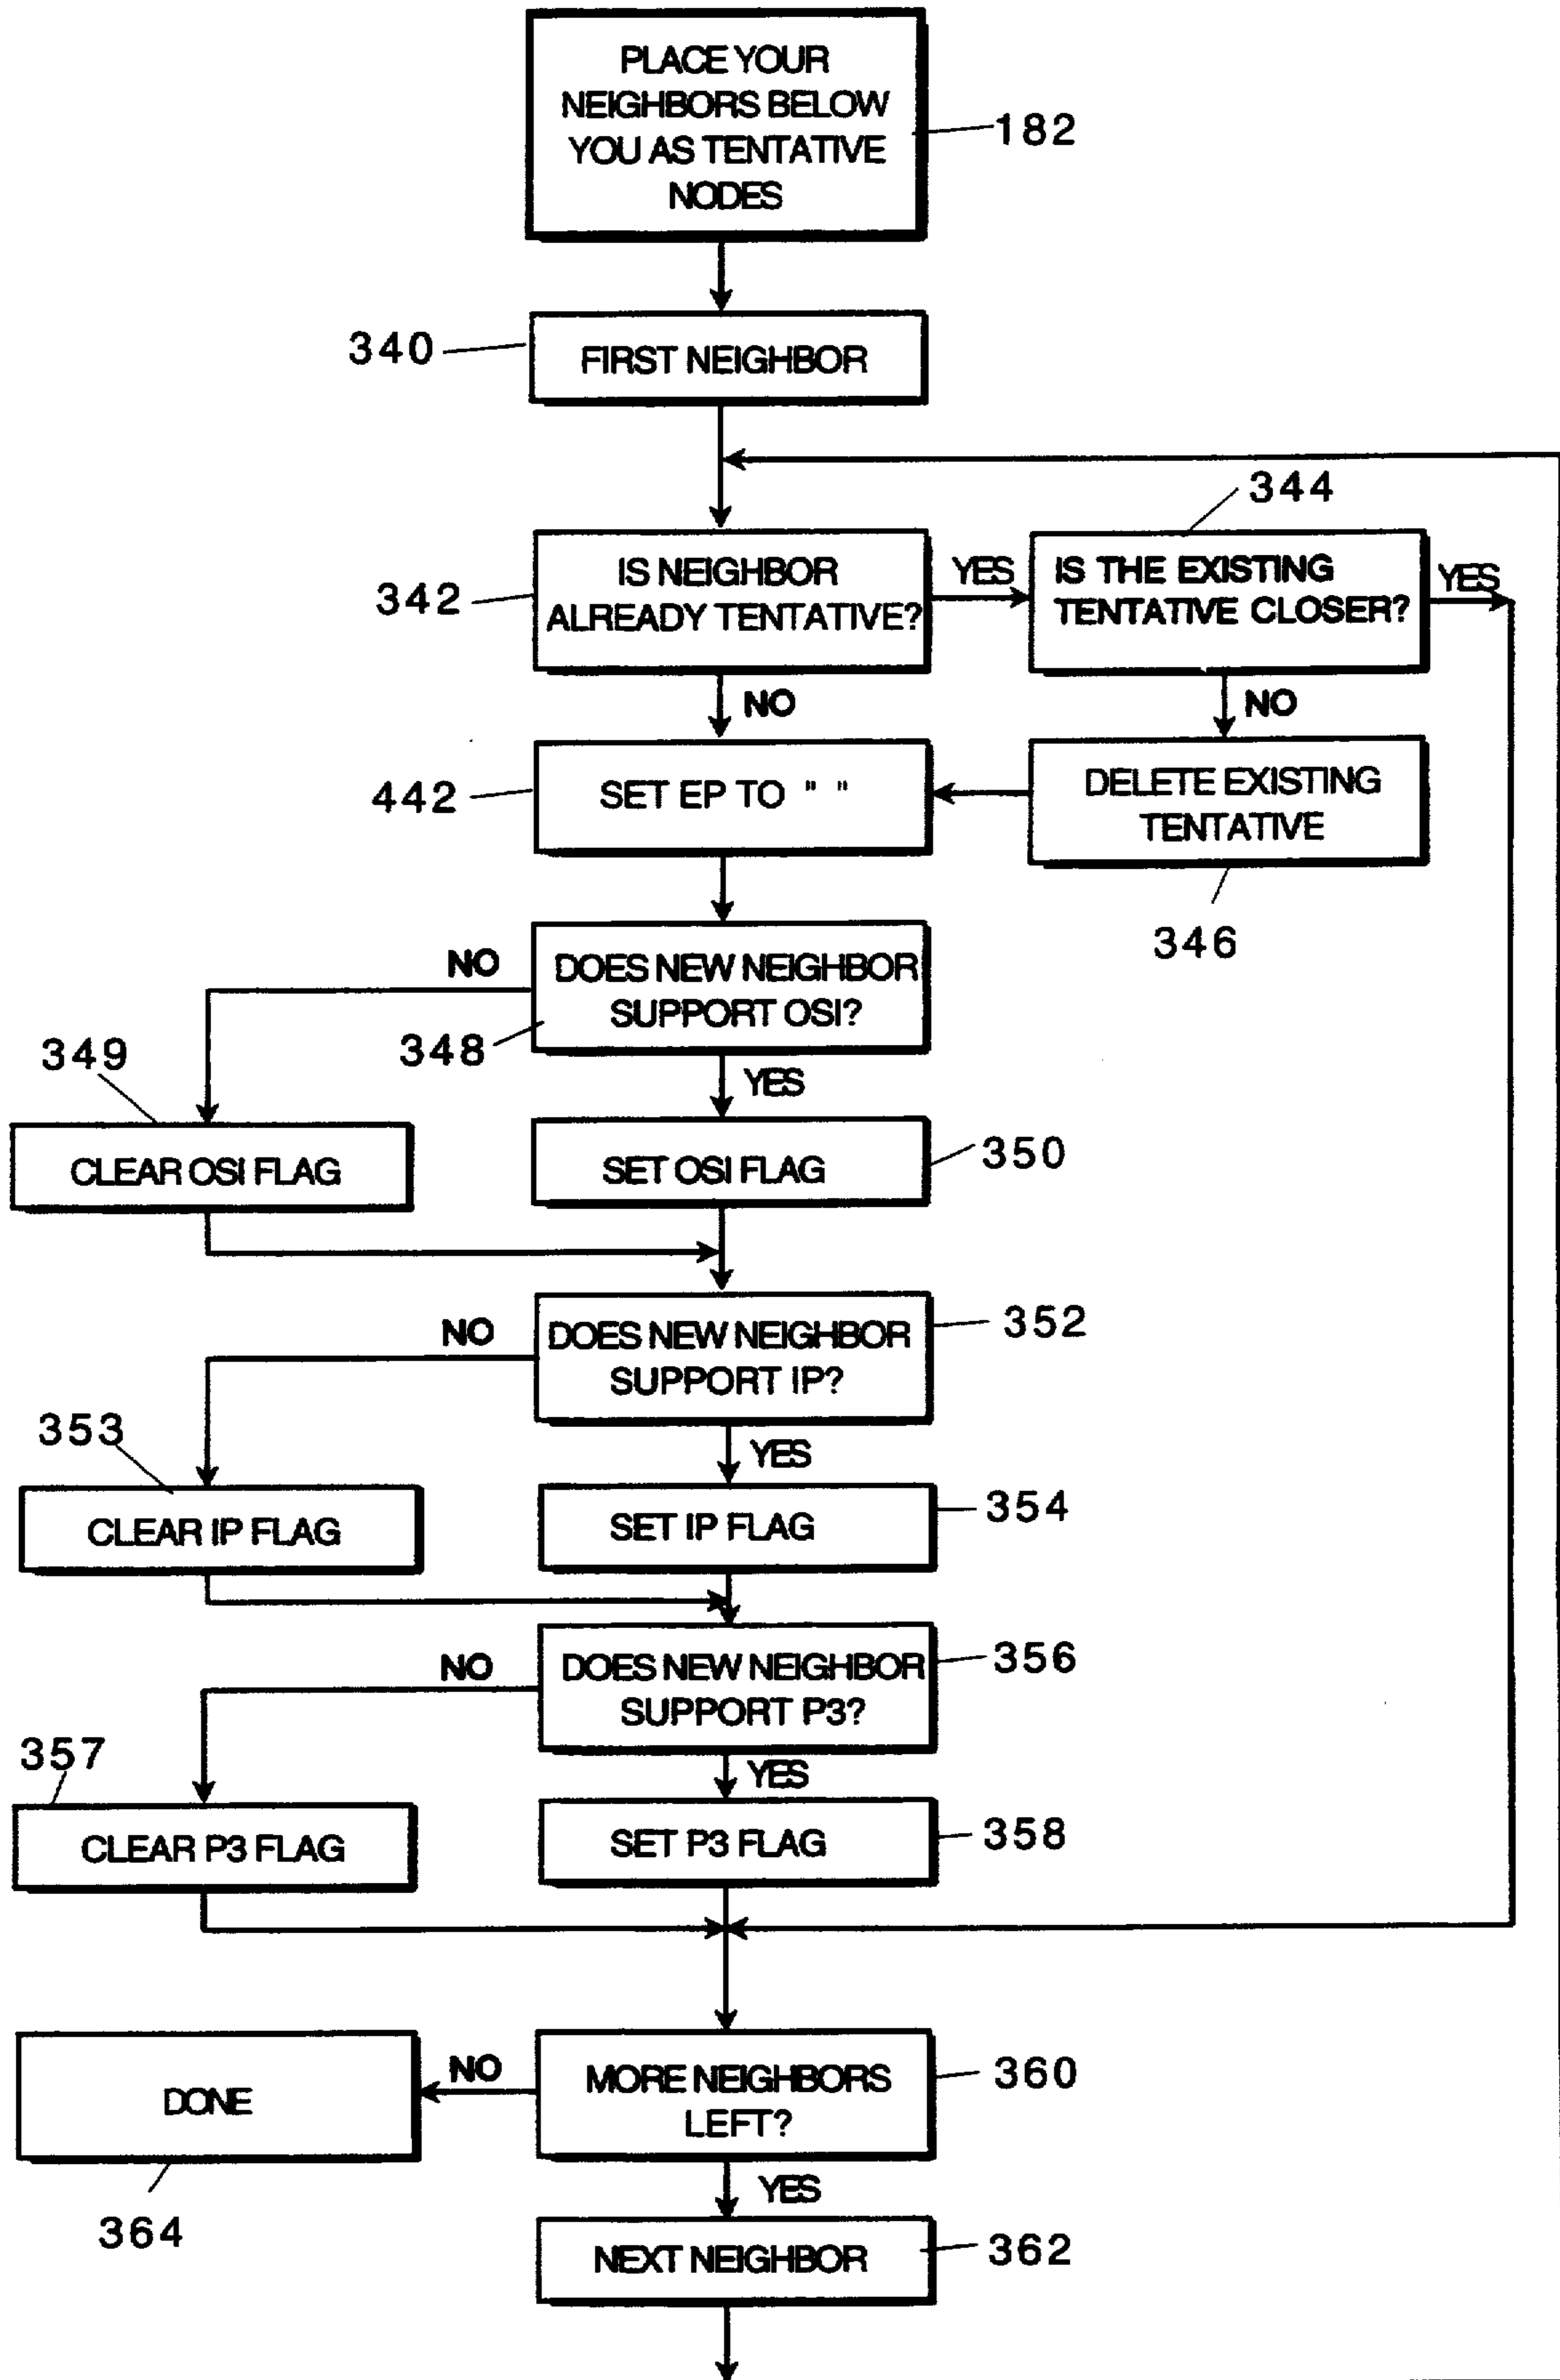 PLACE YOUR
NEIGHBORS BELOW
YOU AS TENTATIVE
NODES
182
340
FIRST NEIGHBOR
344
342
IS NEIGHBOR
ALREADY TENTATIVE?
YES
IS THE EXISTING
TENTATIVE CLOSER?
YES
NO
NO
442
SET EP TO " "
DELETE EXISTING
TENTATIVE
346
NO
DOES NEW NEIGHBOR
SUPPORT OSI?
348
349
YES
CLEAR OSI FLAG
SET OSI FLAG
350
NO
DOES NEW NEIGHBOR
SUPPORT IP?
352
353
YES
CLEAR IP FLAG
SET IP FLAG
354
NO
DOES NEW NEIGHBOR
SUPPORT P3?
356
357
YES
CLEAR P3 FLAG
SET P3 FLAG
358
DONE
NO
MORE NEIGHBORS
LEFT?
360
364
YES
NEXT NEIGHBOR
362